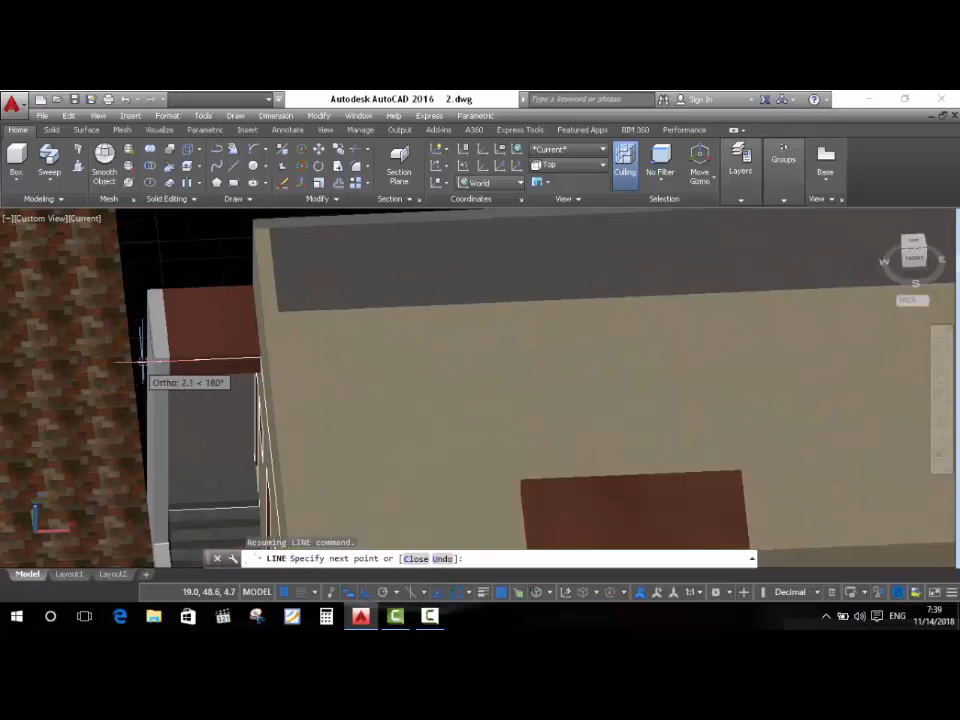 Autodesk AutoCAD 2016 2.dwg
Type a keyword or phrase
Sign In
File Edit View Insert Format Tools Draw Dimension Modify Window Help Express Parametric
Home Solid Surface Mesh Visualize Parametric Insert Annotate View Manage Output Add-ins A360 Express Tools Featured Apps BIM 360 Performance
*Current*
Top
World
Box Sweep Smooth Object Section Plane Culling No Filter Move Gizmo Layers Groups Base
Modeling Mesh Solid Editing Draw Modify Section Coordinates View Selection View
[−][Custom View][Current]
TOP
FRONT
W E
S
WCS
Ortho: 2.1 < 180°
Resuming LINE command.
LINE Specify next point or [Close Undo]:
Model Layout1 Layout2 +
19.0, 48.6, 4.7 MODEL 1:1 Decimal
ENG
7:39
11/14/2018